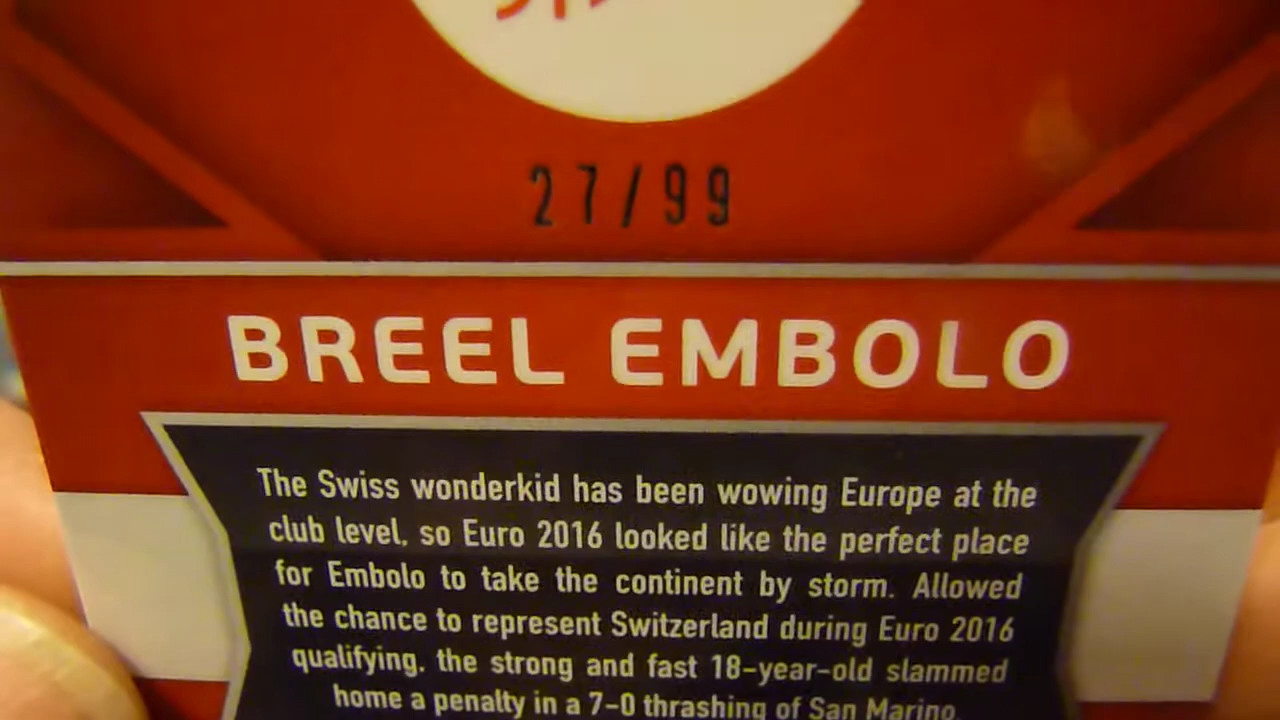 27/99
BREEL EMBOLO
The Swiss wonderkid has been wowing Europe at the
club level, so Euro 2016 looked like the perfect place
for Embolo to take the continent by storm. Allowed
the chance to represent Switzerland during Euro 2016
qualifying, the strong and fast 18-year-old slammed
home a penalty in a 7-0 thrashing of San Marino.